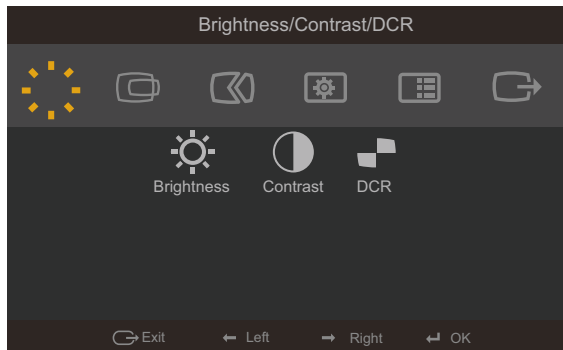 Brightness/Contrast/DCR
Brightness Contrast DCR
Exit Left Right OK